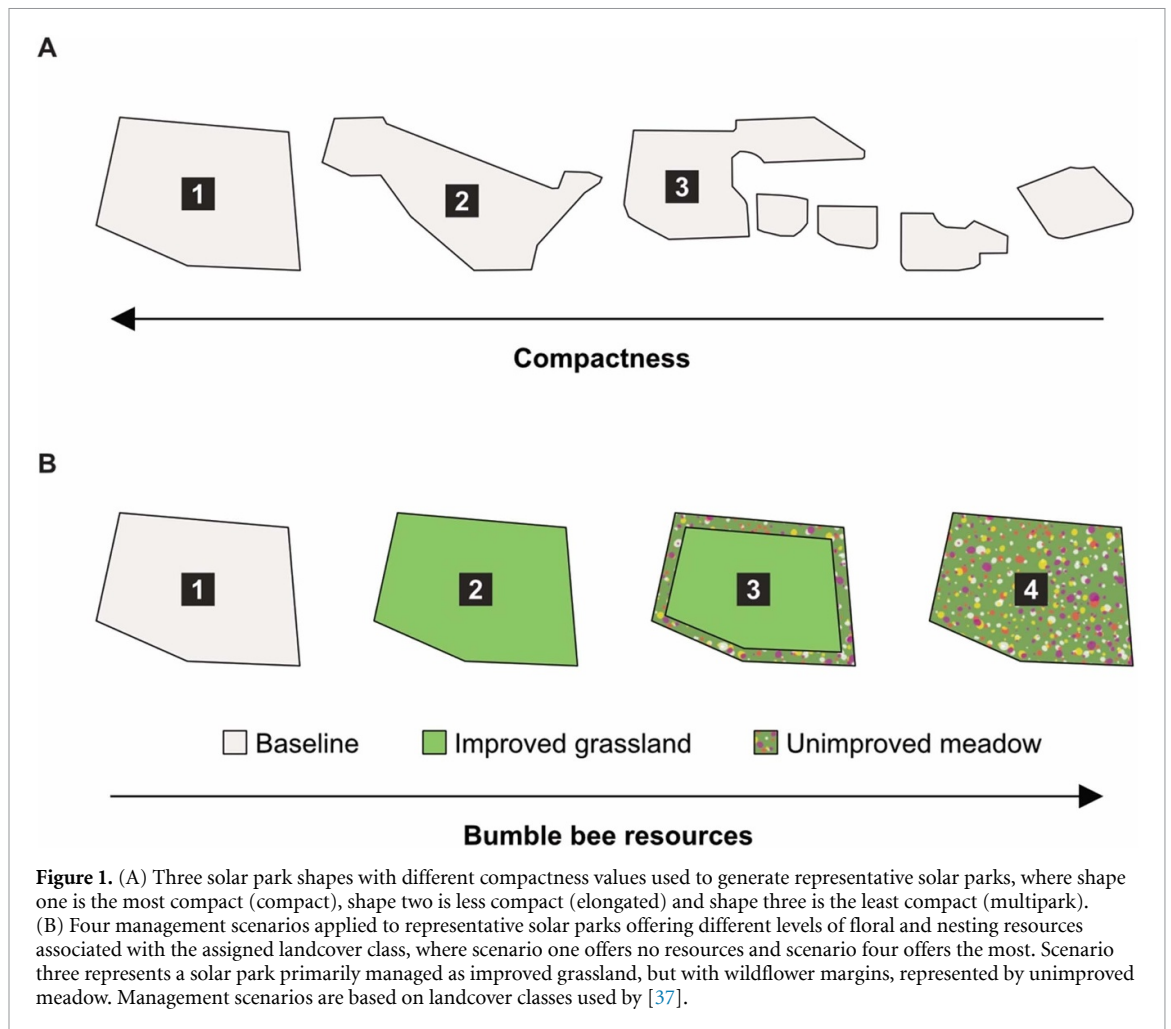 A
1
2
3
Compactness
B
1
2
3
4
Baseline
Improved grassland
Unimproved meadow
Bumble bee resources
Figure 1. (A) Three solar park shapes with different compactness values used to generate representative solar parks, where shape
one is the most compact (compact), shape two is less compact (elongated) and shape three is the least compact (multipark).
(B) Four management scenarios applied to representative solar parks offering different levels of floral and nesting resources
associated with the assigned landcover class, where scenario one offers no resources and scenario four offers the most. Scenario
three represents a solar park primarily managed as improved grassland, but with wildflower margins, represented by unimproved
meadow. Management scenarios are based on landcover classes used by [37].